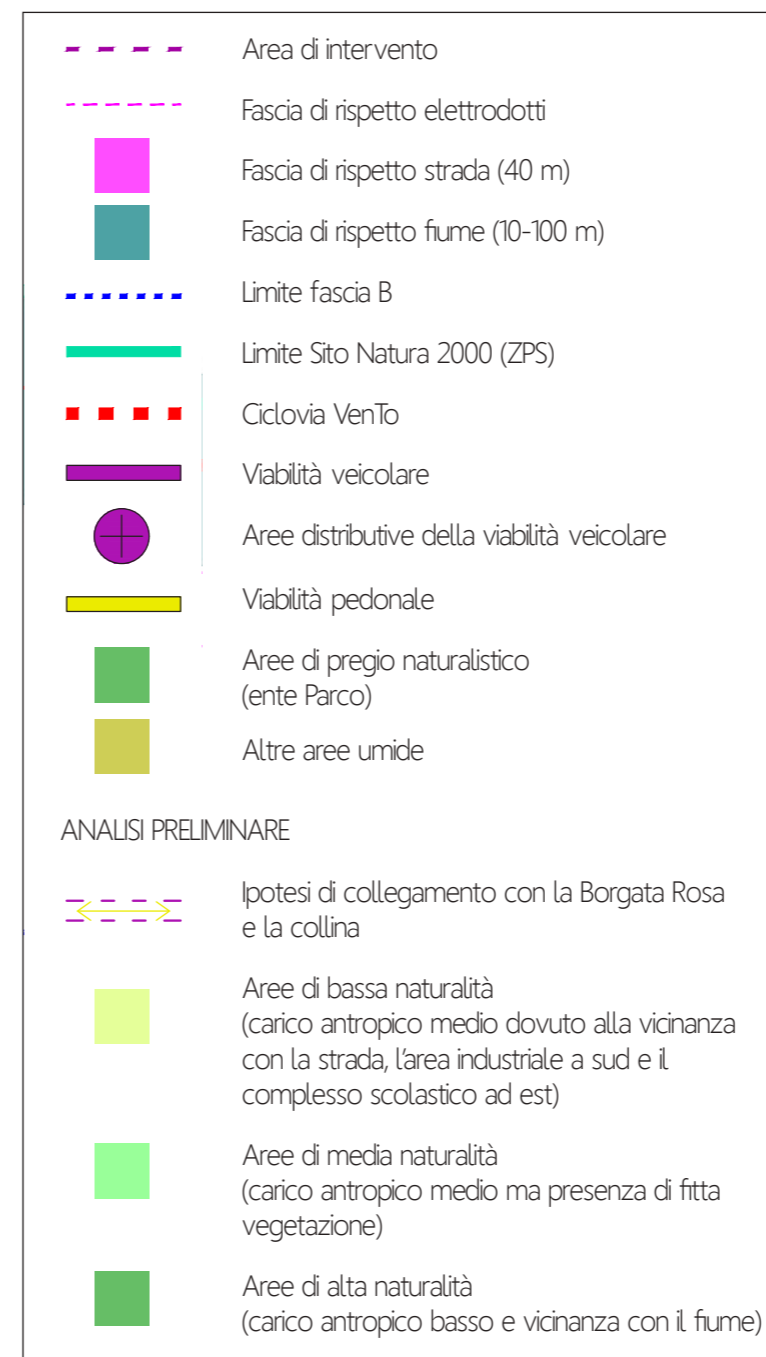 Area di intervento
Fascia di rispetto elettrodotti
Fascia di rispetto strada (40 m)
Fascia di rispetto fiume (10-100 m)
Limite fascia B
Limite Sito Natura 2000 (ZPS)
Ciclovia VenTo
Viabilità veicolare
Aree distributive della viabilità veicolare
Viabilità pedonale
Aree di pregio naturalistico
(ente Parco)
Altre aree umide
ANALISI PRELIMINARE
Ipotesi di collegamento con la Borgata Rosa
e la collina
Aree di bassa naturalità
(carico antropico medio dovuto alla vicinanza
con la strada, l'area industriale a sud e il
complesso scolastico ad est)
Aree di media naturalità
(carico antropico medio ma presenza di fitta
vegetazione)
Aree di alta naturalità
(carico antropico basso e vicinanza con il fiume)